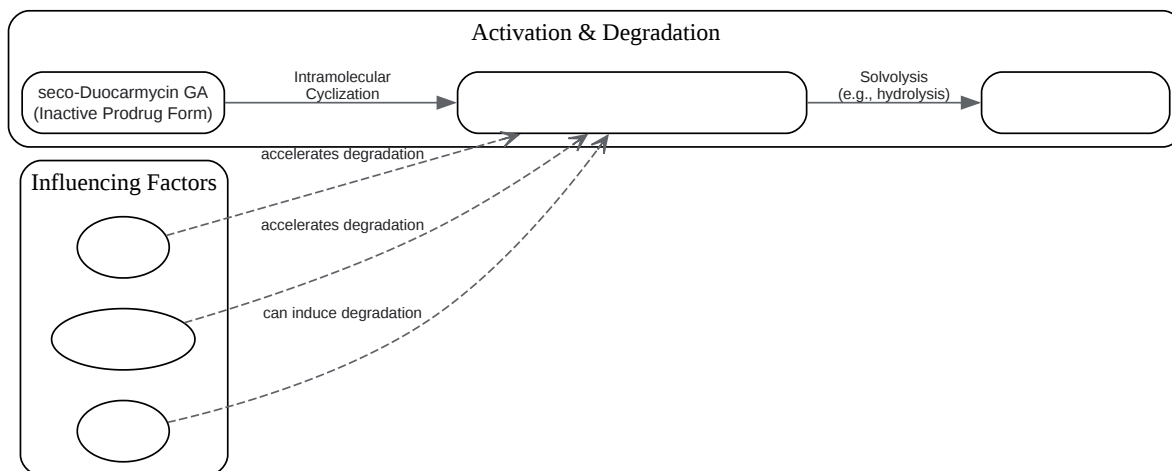 Activation & Degradation
seco-Duocarmycin GA
(Inactive Prodrug Form)
Intramolecular
Cyclization
Solvolysis
(e.g., hydrolysis)
accelerates degradation
Influencing Factors
accelerates degradation
can induce degradation